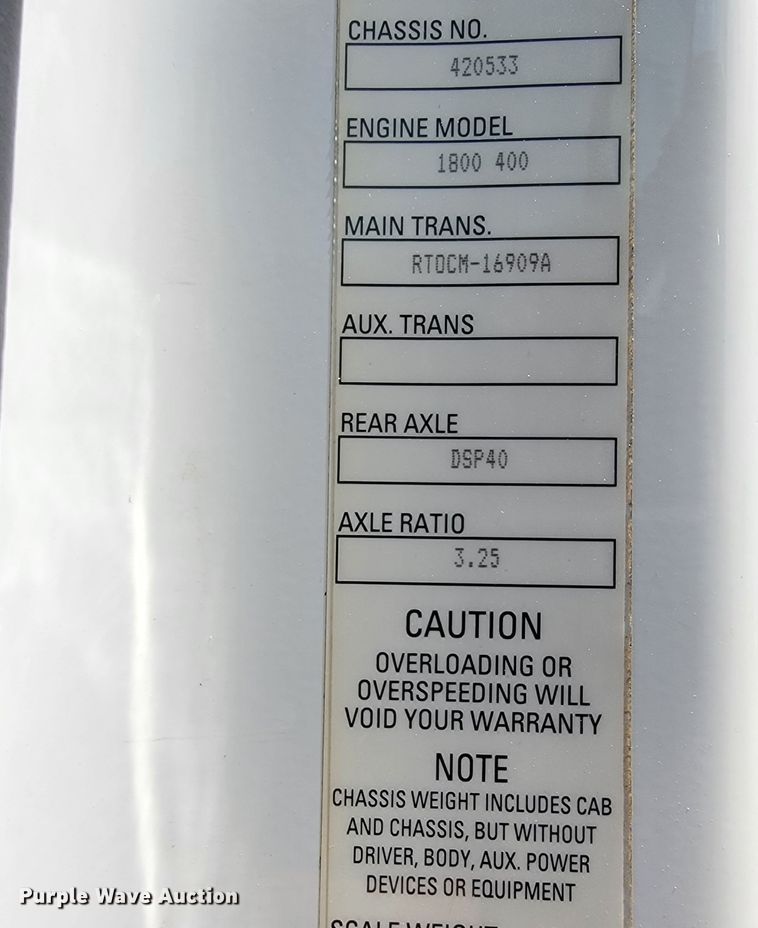 CHASSIS NO.
420533
ENGINE MODEL
1800 400
MAIN TRANS.
RTOCM-16909A
AUX. TRANS
REAR AXLE
DSP40
AXLE RATIO
3.25
CAUTION
OVERLOADING OR
OVERSPEEDING WILL
VOID YOUR WARRANTY
NOTE
CHASSIS WEIGHT INCLUDES CAB
AND CHASSIS, BUT WITHOUT
DRIVER, BODY, AUX. POWER
DEVICES OR EQUIPMENT
SCALE WEIGHT
Purple Wave Auction